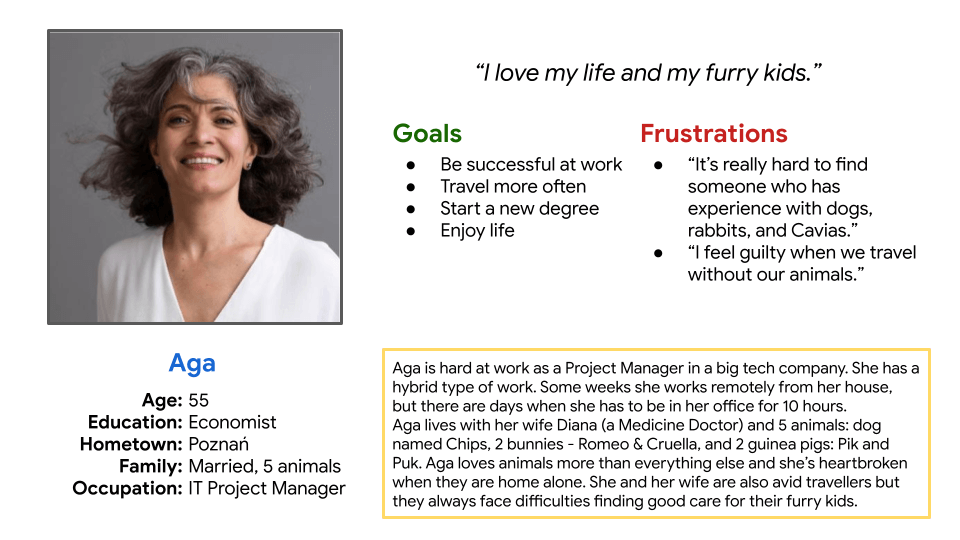 “I love my life and my furry kids.”
Goals
● Be successful at work
● Travel more often
● Start a new degree
● Enjoy life
Frustrations
● “It’s really hard to find
someone who has
experience with dogs,
rabbits, and Cavias.”
● “I feel guilty when we travel
without our animals.”
Aga
Age: 55
Education: Economist
Hometown: Poznań
Family: Married, 5 animals
Occupation: IT Project Manager
Aga is hard at work as a Project Manager in a big tech company. She has a
hybrid type of work. Some weeks she works remotely from her house,
but there are days when she has to be in her office for 10 hours.
Aga lives with her wife Diana (a Medicine Doctor) and 5 animals: dog
named Chips, 2 bunnies - Romeo & Cruella, and 2 guinea pigs: Pik and
Puk. Aga loves animals more than everything else and she’s heartbroken
when they are home alone. She and her wife are also avid travellers but
they always face difficulties finding good care for their furry kids.